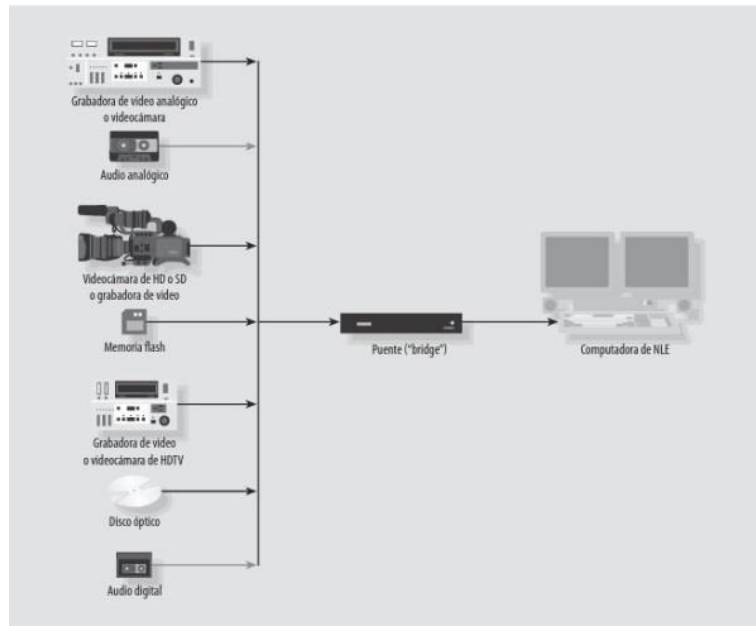 Grabadora de video analógico
o videocámara
Audio analógico
Videocámara de HD o SD
o grabadora de video
Memoria flash
Puente ("bridge")
Computadora de NLE
Grabadora de video
o videocámara de HDTV
Disco óptico
Audio digital